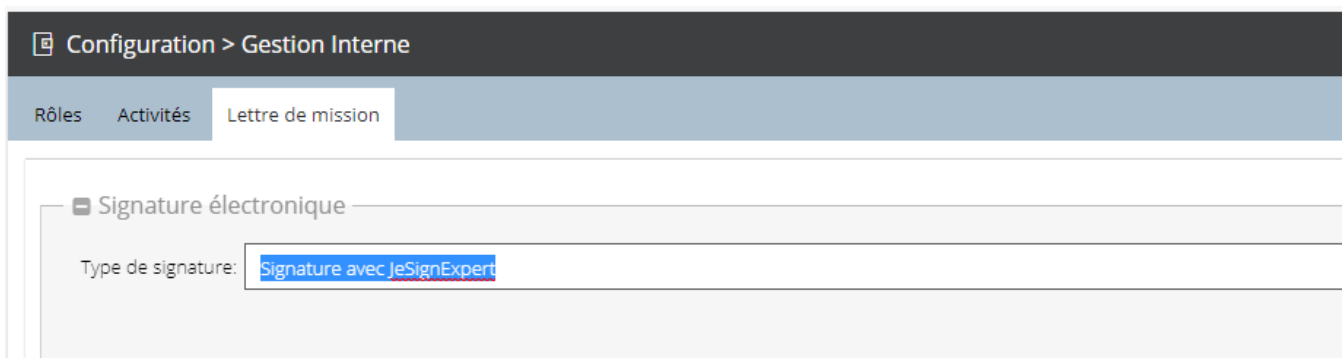 Configuration > Gestion Interne
Rôles Activités Lettre de mission
Signature électronique
Type de signature: Signature avec JeSignExpert